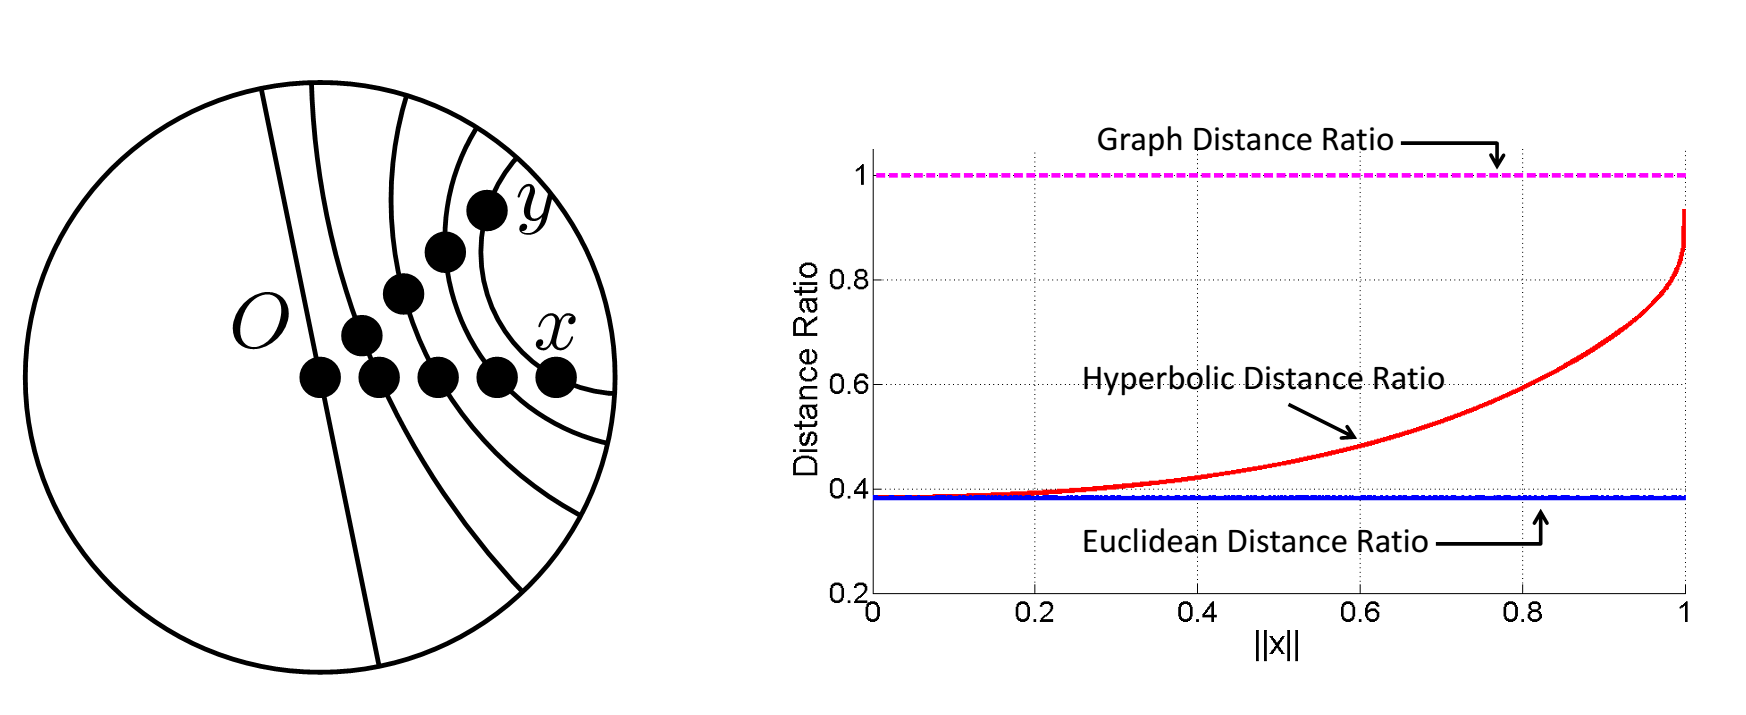 O
y
x
Graph Distance Ratio
Hyperbolic Distance Ratio
Euclidean Distance Ratio
Distance Ratio
1
0.8
0.6
0.4
0.2
0 0.2 0.4 0.6 0.8 1
||x||